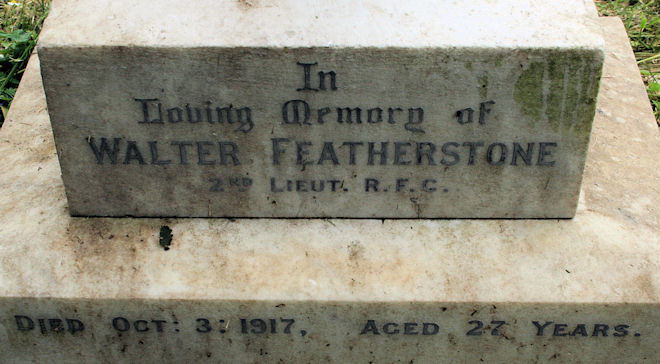 In
Loving Memory of
WALTER FEATHERSTONE
2ND LIEUT. R.F.C.
DIED OCT: 3: 1917, AGED 27 YEARS.